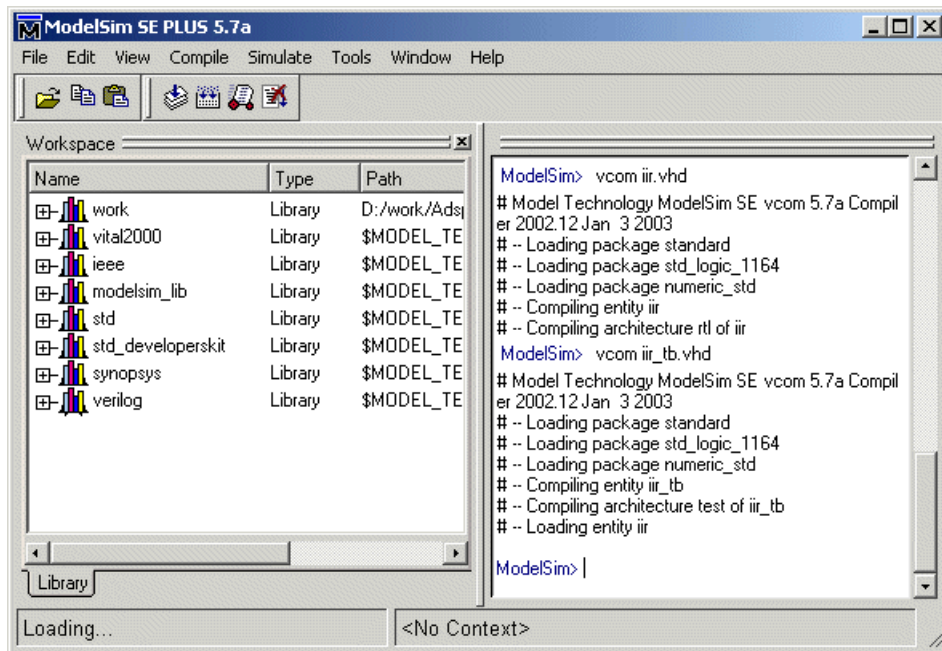 ModelSim SE PLUS 5.7a
File Edit View Compile Simulate Tools Window Help
Workspace
Name Type Path
work Library D:/work/Adsp
vital2000 Library $MODEL_TE
ieee Library $MODEL_TE
modelsim_lib Library $MODEL_TE
std Library $MODEL_TE
std_developerskit Library $MODEL_TE
synopsys Library $MODEL_TE
verilog Library $MODEL_TE
Library
ModelSim> vcom iir.vhd
# Model Technology ModelSim SE vcom 5.7a Compil
er 2002.12 Jan  3 2003
# -- Loading package standard
# -- Loading package std_logic_1164
# -- Loading package numeric_std
# -- Compiling entity iir
# -- Compiling architecture rtl of iir
ModelSim> vcom iir_tb.vhd
# Model Technology ModelSim SE vcom 5.7a Compil
er 2002.12 Jan  3 2003
# -- Loading package standard
# -- Loading package std_logic_1164
# -- Loading package numeric_std
# -- Compiling entity iir_tb
# -- Compiling architecture test of iir_tb
# -- Loading entity iir
ModelSim>
Loading... <No Context>